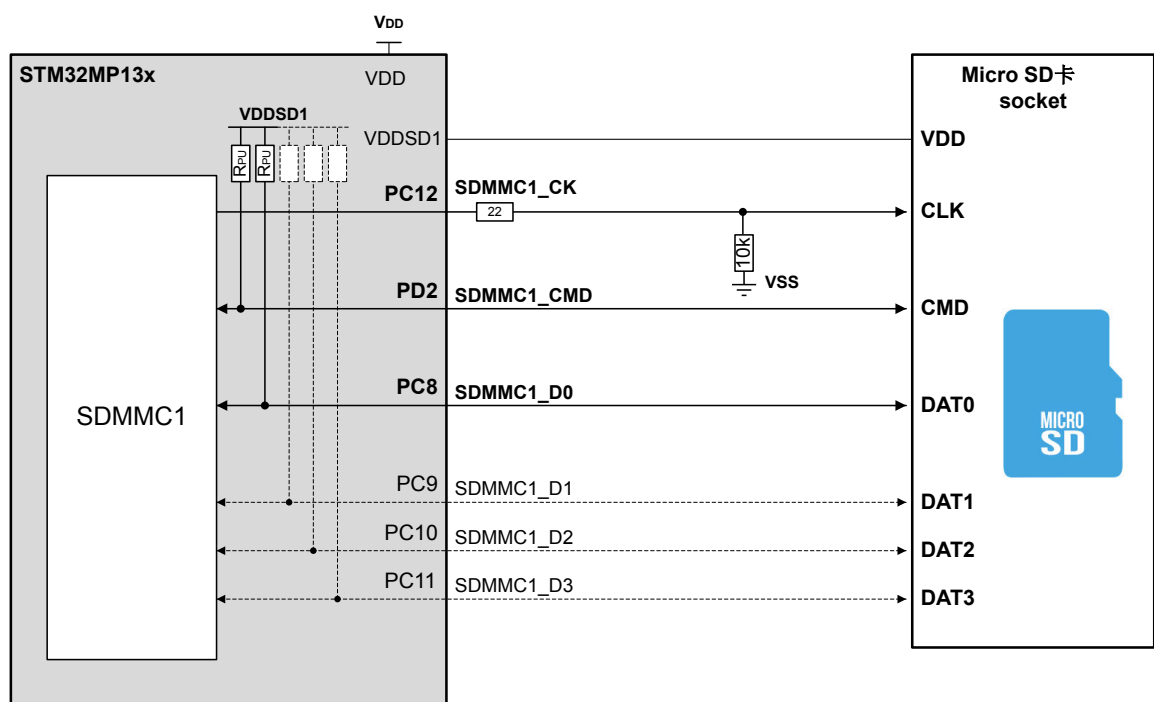 VDD
STM32MP13x
VDD
Micro SD卡
socket
VDDSD1
VDDSD1
VDD
RPU
RPU
PC12
SDMMC1_CK
22
CLK
10k
VSS
PD2
SDMMC1_CMD
CMD
PC8
SDMMC1_D0
DAT0
SDMMC1
MICRO
SD
PC9
SDMMC1_D1
DAT1
PC10
SDMMC1_D2
DAT2
PC11
SDMMC1_D3
DAT3